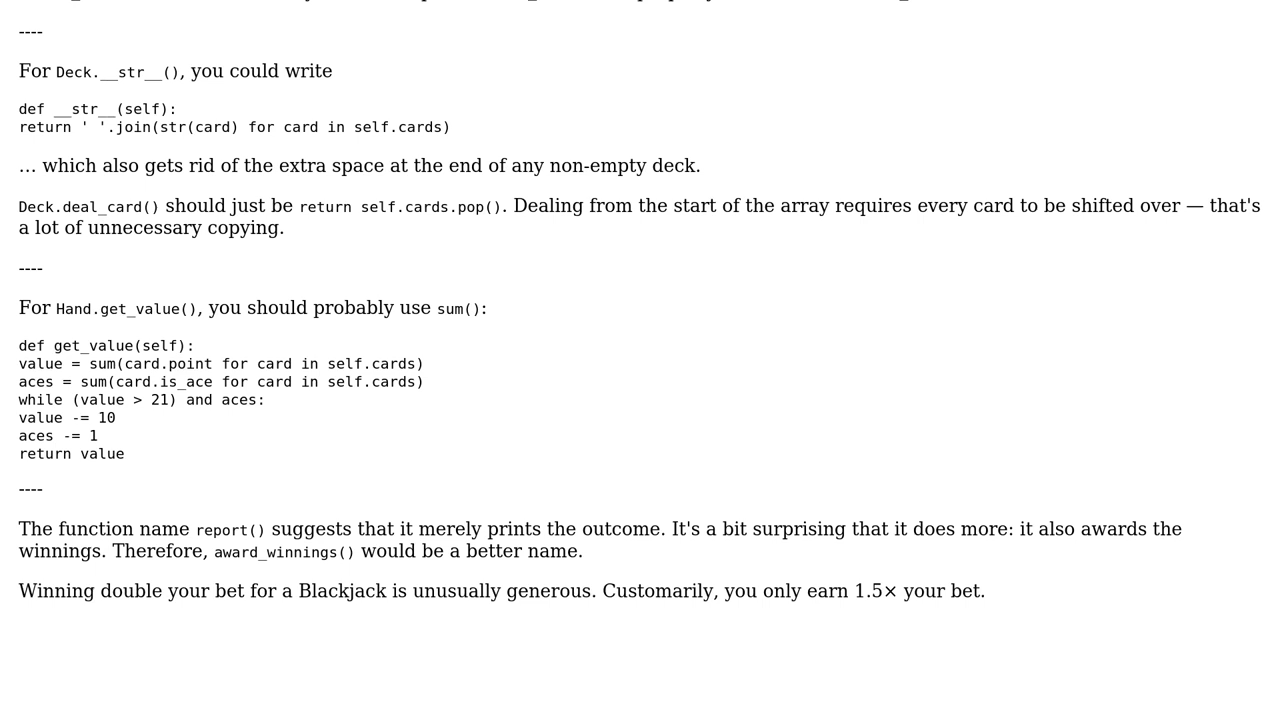 ----
For Deck.__str__(), you could write
def __str__(self):
return ' '.join(str(card) for card in self.cards)
… which also gets rid of the extra space at the end of any non-empty deck.
Deck.deal_card() should just be return self.cards.pop(). Dealing from the start of the array requires every card to be shifted over — that's
a lot of unnecessary copying.
----
For Hand.get_value(), you should probably use sum():
def get_value(self):
value = sum(card.point for card in self.cards)
aces = sum(card.is_ace for card in self.cards)
while (value > 21) and aces:
value -= 10
aces -= 1
return value
----
The function name report() suggests that it merely prints the outcome. It's a bit surprising that it does more: it also awards the
winnings. Therefore, award_winnings() would be a better name.
Winning double your bet for a Blackjack is unusually generous. Customarily, you only earn 1.5× your bet.